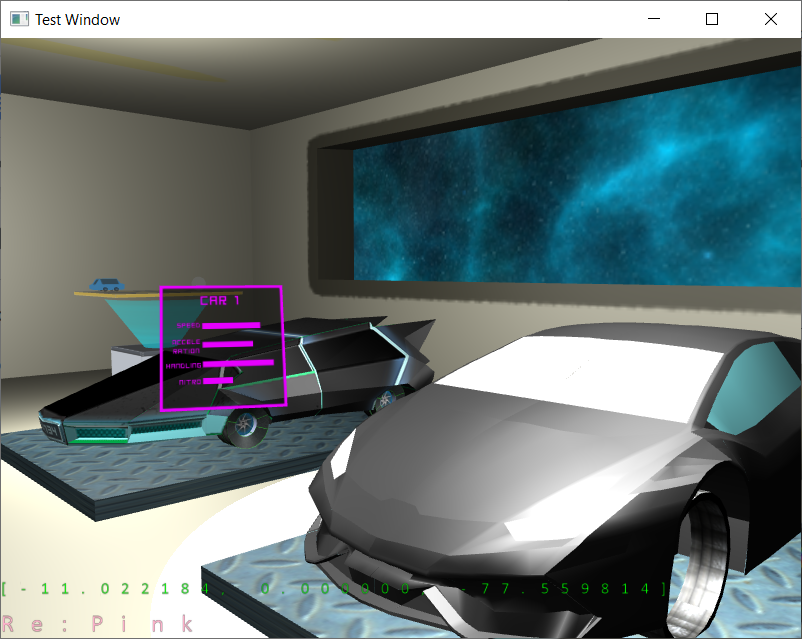 Test Window
CAR 1
SPEED
ACCELE
RATION
HANDLING
NITRO
[-11.022184, 0.000000, -77.559814]
Re: Pink